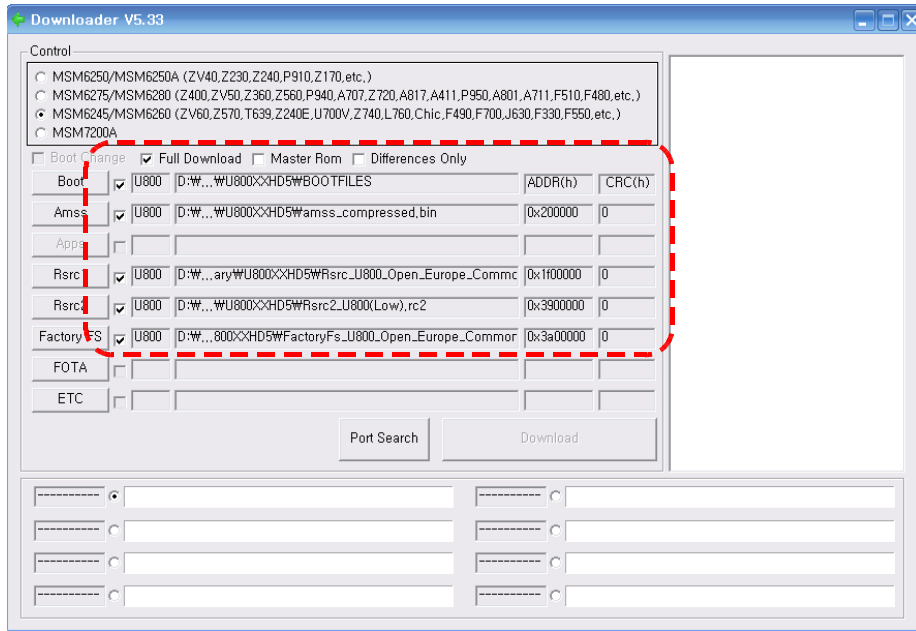 Downloader V5.33
Control
MSM6250/MSM6250A (ZV40,Z230,Z240,P910,Z170,etc,)
MSM6275/MSM6280 (Z400,ZV50,Z360,Z560,P940,A707,Z720,A817,A411,P950,A801,A711,F510,F480,etc,)
MSM6245/MSM6260 (ZV60,Z570,T639,Z240E,U700V,Z740,L760,Chic,F490,F700,J630,F330,F550,etc,)
MSM7200A
Boot Change Full Download Master Rom Differences Only
Boot U800 D:₩,,,₩U800XXHD5₩BOOTFILES ADDR(h) CRC(h)
Amss U800 D:₩,,,₩U800XXHD5₩amss_compressed,bin 0x200000 0
Apps
Rsrc1 U800 D:₩,,,ary₩U800XXHD5₩Rsrc_U800_Open_Europe_Commc 0x1f00000 0
Rsrc2 U800 D:₩,,,₩U800XXHD5₩Rsrc2_U800(Low),rc2 0x3900000 0
Factory FS U800 D:₩,,,800XXHD5₩FactoryFs_U800_Open_Europe_Commor 0x3a00000 0
FOTA
ETC
Port Search Download
---------- ----------
---------- ----------
---------- ----------
---------- ----------